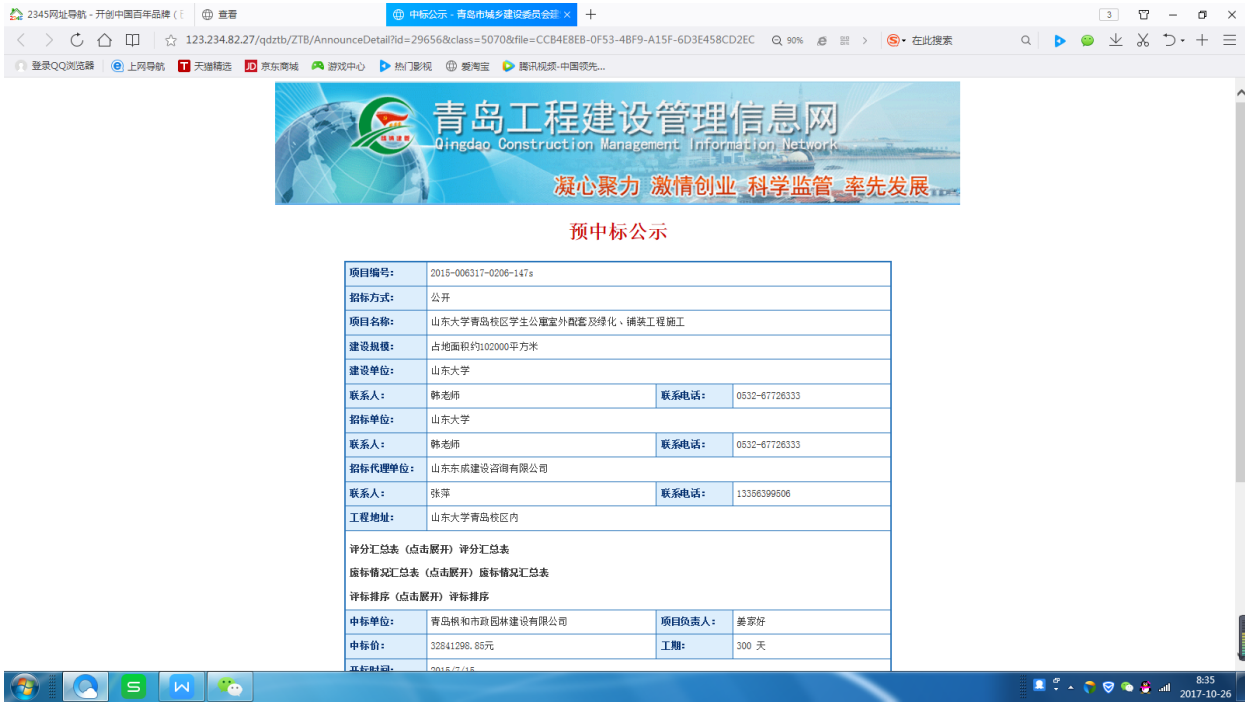 2345网址导航 - 开创中国百年品牌 (
查看
中标公示 - 青岛市城乡建设委员会建
3
123.234.82.27/qdztb/ZTB/AnnounceDetail?id=29656&class=5070&file=CCB4E8EB-0F53-4BF9-A15F-6D3E458CD2EC
90%
在此搜索
登录QQ浏览器
上网导航
天猫精选
京东商城
游戏中心
热门影视
爱淘宝
腾讯视频-中国领先...
青岛工程建设管理信息网
Qingdao Construction Management Information Network
凝心聚力 激情创业 科学监管 率先发展
预中标公示
项目编号: 2015-006317-0206-147s
招标方式: 公开
项目名称: 山东大学青岛校区学生公寓室外配套及绿化、铺装工程施工
建设规模: 占地面积约102000平方米
建设单位: 山东大学
联系人: 韩老师 联系电话: 0532-67726333
招标单位: 山东大学
联系人: 韩老师 联系电话: 0532-67726333
招标代理单位: 山东东成建设咨询有限公司
联系人: 张萍 联系电话: 13356399506
工程地址: 山东大学青岛校区内
评分汇总表 (点击展开) 评分汇总表
废标情况汇总表 (点击展开) 废标情况汇总表
评标排序 (点击展开) 评标排序
中标单位: 青岛枫和市政园林建设有限公司 项目负责人: 姜家好
中标价: 32841298.85元 工期: 300 天
开标时间: 2015/7/15
8:35
2017-10-26